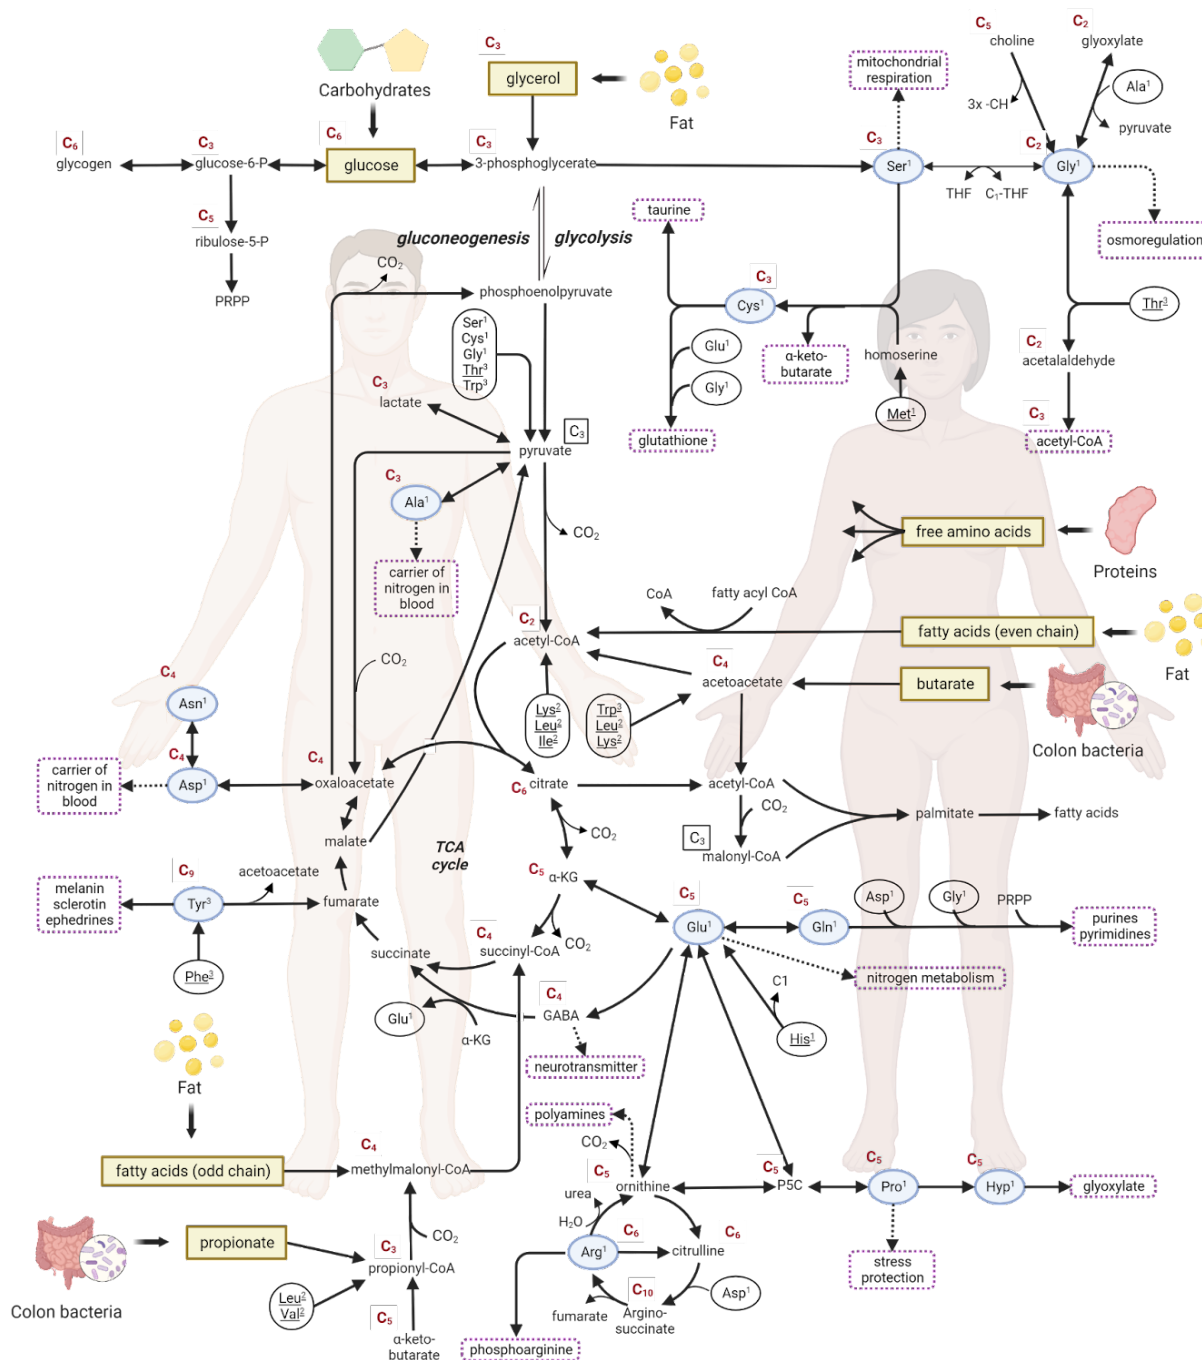 C5
C2
choline
glyoxylate
C3
mitochondrial
respiration
glycerol
Ala1
Carbohydrates
3x -CH
Fat
pyruvate
C6
C3
C6
C3
C3
C2
glycogen
glucose-6-P
glucose
3-phosphoglycerate
Ser1
Gly1
THF
C1-THF
C5
taurine
ribulose-5-P
gluconeogenesis
glycolysis
osmoregulation
CO2
C3
PRPP
phosphoenolpyruvate
Cys1
Thr3
Ser1
Cys1
Gly1
Thr3
Trp3
Glu1
α-keto-
butarate
homoserine
C2
acetaldehyde
C3
lactate
Gly1
Met1
C3
C3
glutathione
acetyl-CoA
pyruvate
C3
Ala1
free amino acids
CO2
Proteins
carrier of
nitrogen in
blood
CoA
fatty acyl CoA
C2
acetyl-CoA
fatty acids (even chain)
CO2
C4
Fat
C4
acetoacetate
butarate
Asn1
Lys2
Leu2
Ile2
Trp3
Leu2
Lys2
Colon bacteria
C4
C4
carrier of
nitrogen in
blood
Asp1
oxaloacetate
C6
citrate
acetyl-CoA
CO2
palmitate
fatty acids
CO2
C3
malate
TCA
cycle
malonyl-CoA
C9
acetoacetate
C5
α-KG
melanin
sclerotin
ephedrines
Tyr3
fumarate
C5
C5
Asp1
Gly1
PRPP
Glu1
Gln1
purines
pyrimidines
C4
CO2
succinyl-CoA
succinate
Phe3
nitrogen metabolism
C4
C1
Glu1
GABA
α-KG
His1
neurotransmitter
Fat
polyamines
CO2
C4
fatty acids (odd chain)
methylmalonyl-CoA
C5
C5
C5
C5
urea
ornithine
P5C
Pro1
Hyp1
glyoxylate
H2O
CO2
C6
C6
propionate
C3
Arg1
citrulline
propionyl-CoA
stress
protection
C10
Asp1
Colon bacteria
Leu2
Val2
C5
fumarate
Argino-
succinate
α-keto-
butarate
phosphoarginine